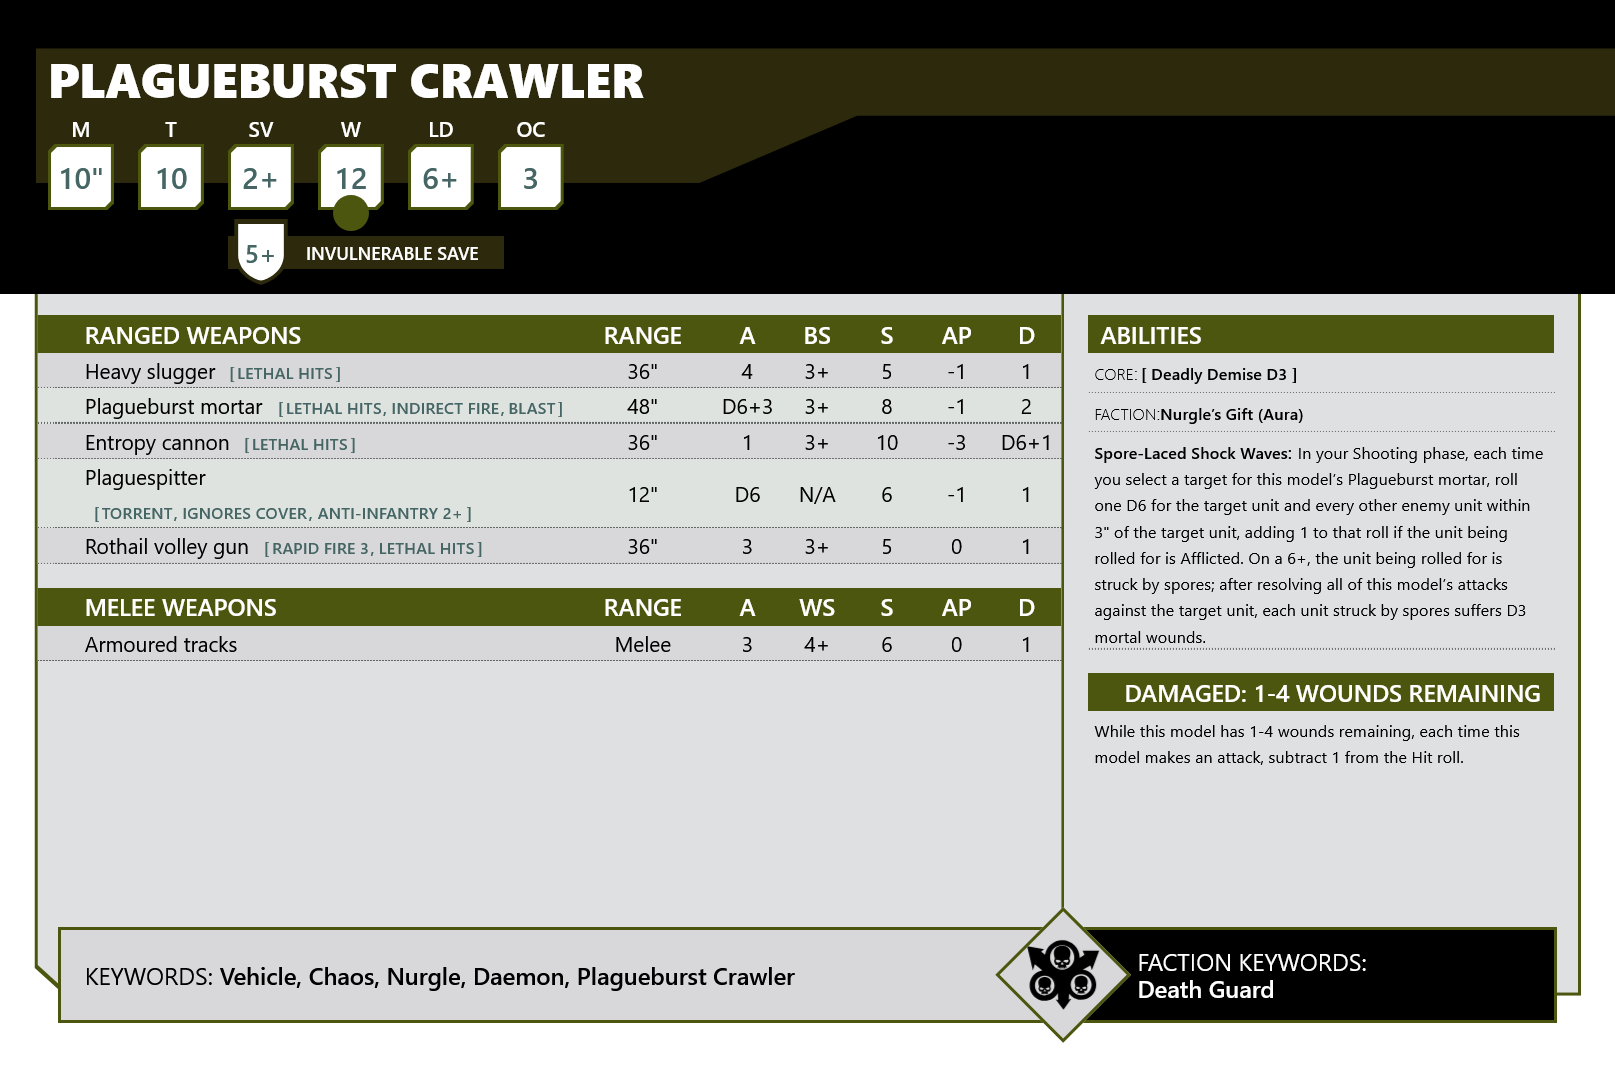 PLAGUEBURST CRAWLER
M T SV W LD OC
10" 10 2+ 12 6+ 3
5+ INVULNERABLE SAVE
RANGED WEAPONS RANGE A BS S AP D
Heavy slugger [LETHAL HITS] 36" 4 3+ 5 -1 1
Plagueburst mortar [LETHAL HITS, INDIRECT FIRE, BLAST] 48" D6+3 3+ 8 -1 2
Entropy cannon [LETHAL HITS] 36" 1 3+ 10 -3 D6+1
Plaguespitter
[TORRENT, IGNORES COVER, ANTI-INFANTRY 2+ ] 12" D6 N/A 6 -1 1
Rothail volley gun [RAPID FIRE 3, LETHAL HITS] 36" 3 3+ 5 0 1
MELEE WEAPONS RANGE A WS S AP D
Armoured tracks Melee 3 4+ 6 0 1
ABILITIES
CORE: [ Deadly Demise D3 ]
FACTION:Nurgle's Gift (Aura)
Spore-Laced Shock Waves: In your Shooting phase, each time
you select a target for this model's Plagueburst mortar, roll
one D6 for the target unit and every other enemy unit within
3" of the target unit, adding 1 to that roll if the unit being
rolled for is Afflicted. On a 6+, the unit being rolled for is
struck by spores; after resolving all of this model's attacks
against the target unit, each unit struck by spores suffers D3
mortal wounds.
DAMAGED: 1-4 WOUNDS REMAINING
While this model has 1-4 wounds remaining, each time this
model makes an attack, subtract 1 from the Hit roll.
KEYWORDS: Vehicle, Chaos, Nurgle, Daemon, Plagueburst Crawler
FACTION KEYWORDS:
Death Guard